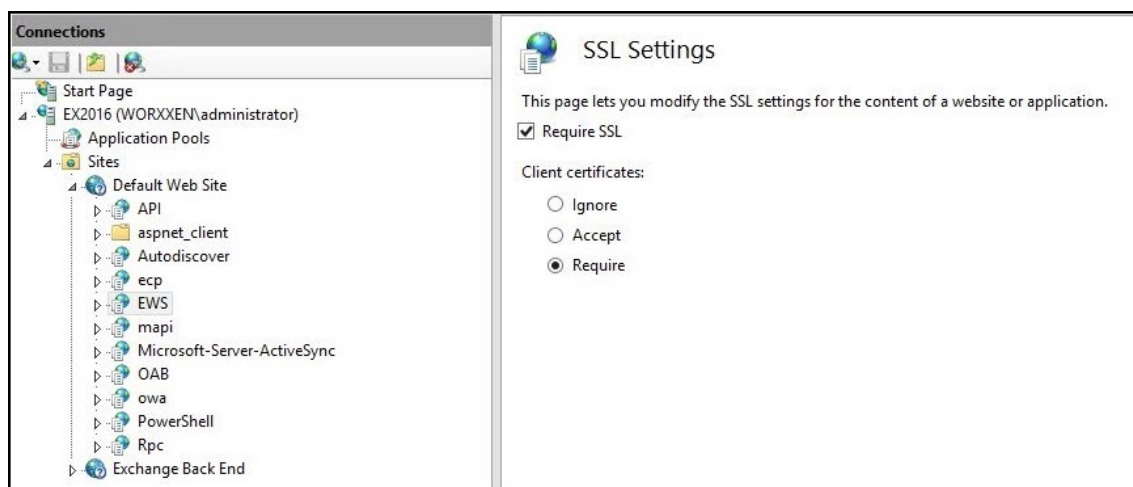 Connections
Start Page
EX2016 (WORXXEN\administrator)
Application Pools
Sites
Default Web Site
API
aspnet_client
Autodiscover
ecp
EWS
mapi
Microsoft-Server-ActiveSync
OAB
owa
PowerShell
Rpc
Exchange Back End
SSL Settings
This page lets you modify the SSL settings for the content of a website or application.
Require SSL
Client certificates:
Ignore
Accept
Require